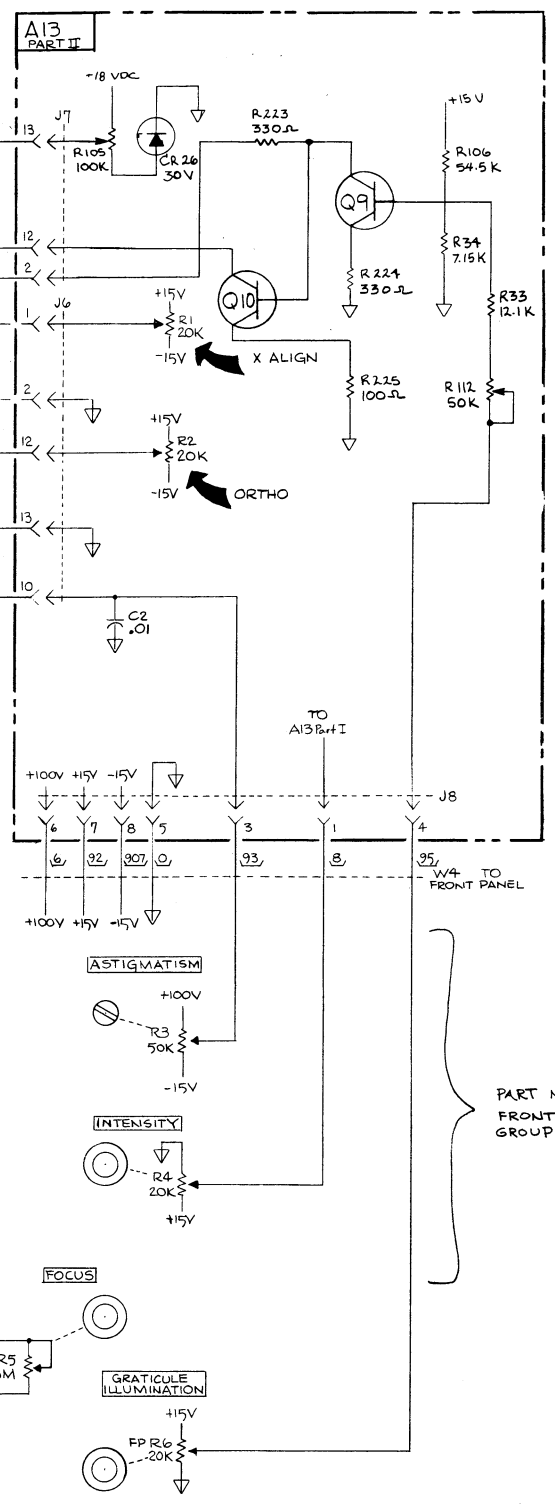 A13
PART II
+18 VDC
J7
13
R105
100K
CR26
30V
R223
330Ω
+15V
R106
54.5K
Q9
12
2
Q10
R224
330Ω
R34
7.15K
R33
12.1K
J6
1
+15V
R1
20K
-15V
X ALIGN
R225
100Ω
R112
50K
2
12
+15V
R2
20K
-15V
ORTHO
13
10
C2
.01
TO
A13 Part I
+100V +15V -15V
J8
6 7 8 5 3 1 4
6 92 907 0 93 8 95
W4 TO
FRONT PANEL
+100V +15V -15V
ASTIGMATISM
+100V
R3
50K
-15V
PART
FRONT
GROUP
INTENSITY
R4
20K
+15V
FOCUS
R5
M
GRATICULE
ILLUMINATION
+15V
FP R6
20K